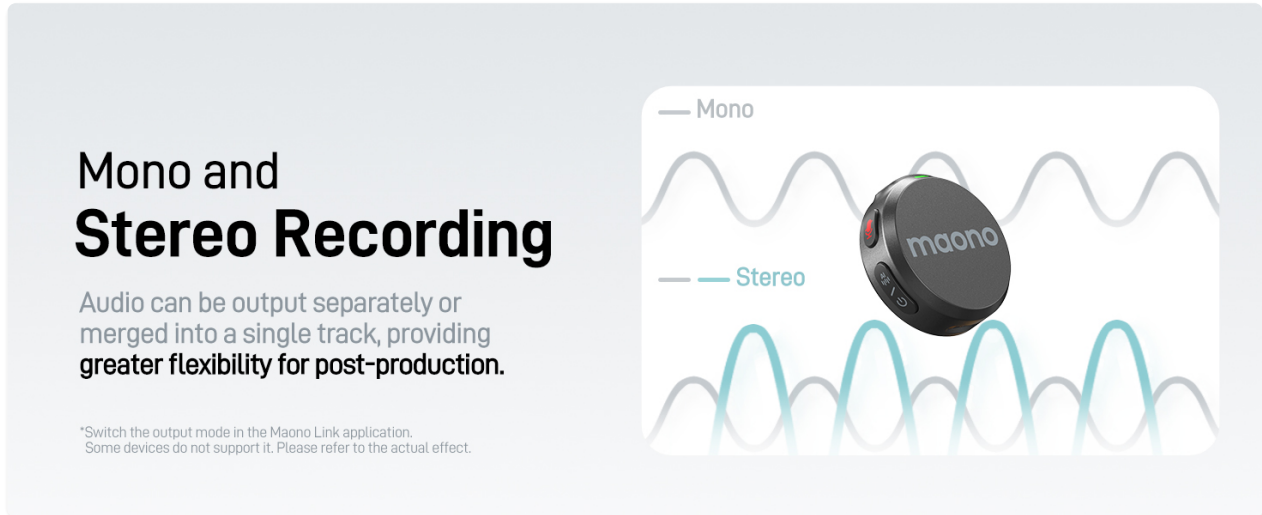 Mono and
Stereo Recording
Audio can be output separately or
merged into a single track, providing
greater flexibility for post-production.
*Switch the output mode in the Maono Link application.
Some devices do not support it. Please refer to the actual effect.
Mono
maono
Stereo